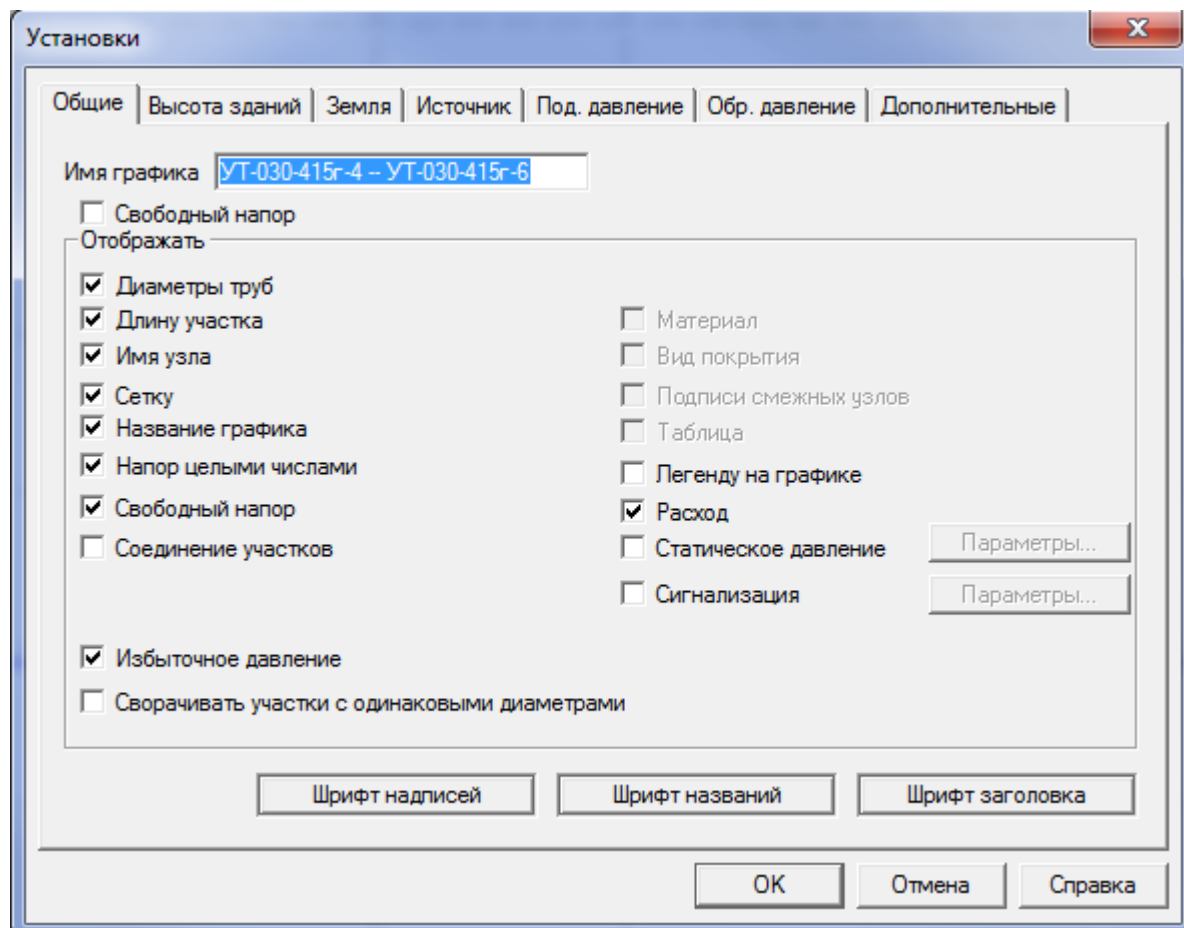 Установки
Общие
Высота зданий
Земля
Источник
Под. давление
Обр. давление
Дополнительные
Имя графика
УТ-030-415г-4 -- УТ-030-415г-6
Свободный напор
Отображать
Диаметры труб
Длину участка
Имя узла
Сетку
Название графика
Напор целыми числами
Свободный напор
Соединение участков
Материал
Вид покрытия
Подписи смежных узлов
Таблица
Легенду на графике
Расход
Статическое давление
Параметры...
Сигнализация
Параметры...
Избыточное давление
Сворачивать участки с одинаковыми диаметрами
Шрифт надписей
Шрифт названий
Шрифт заголовка
OK
Отмена
Справка